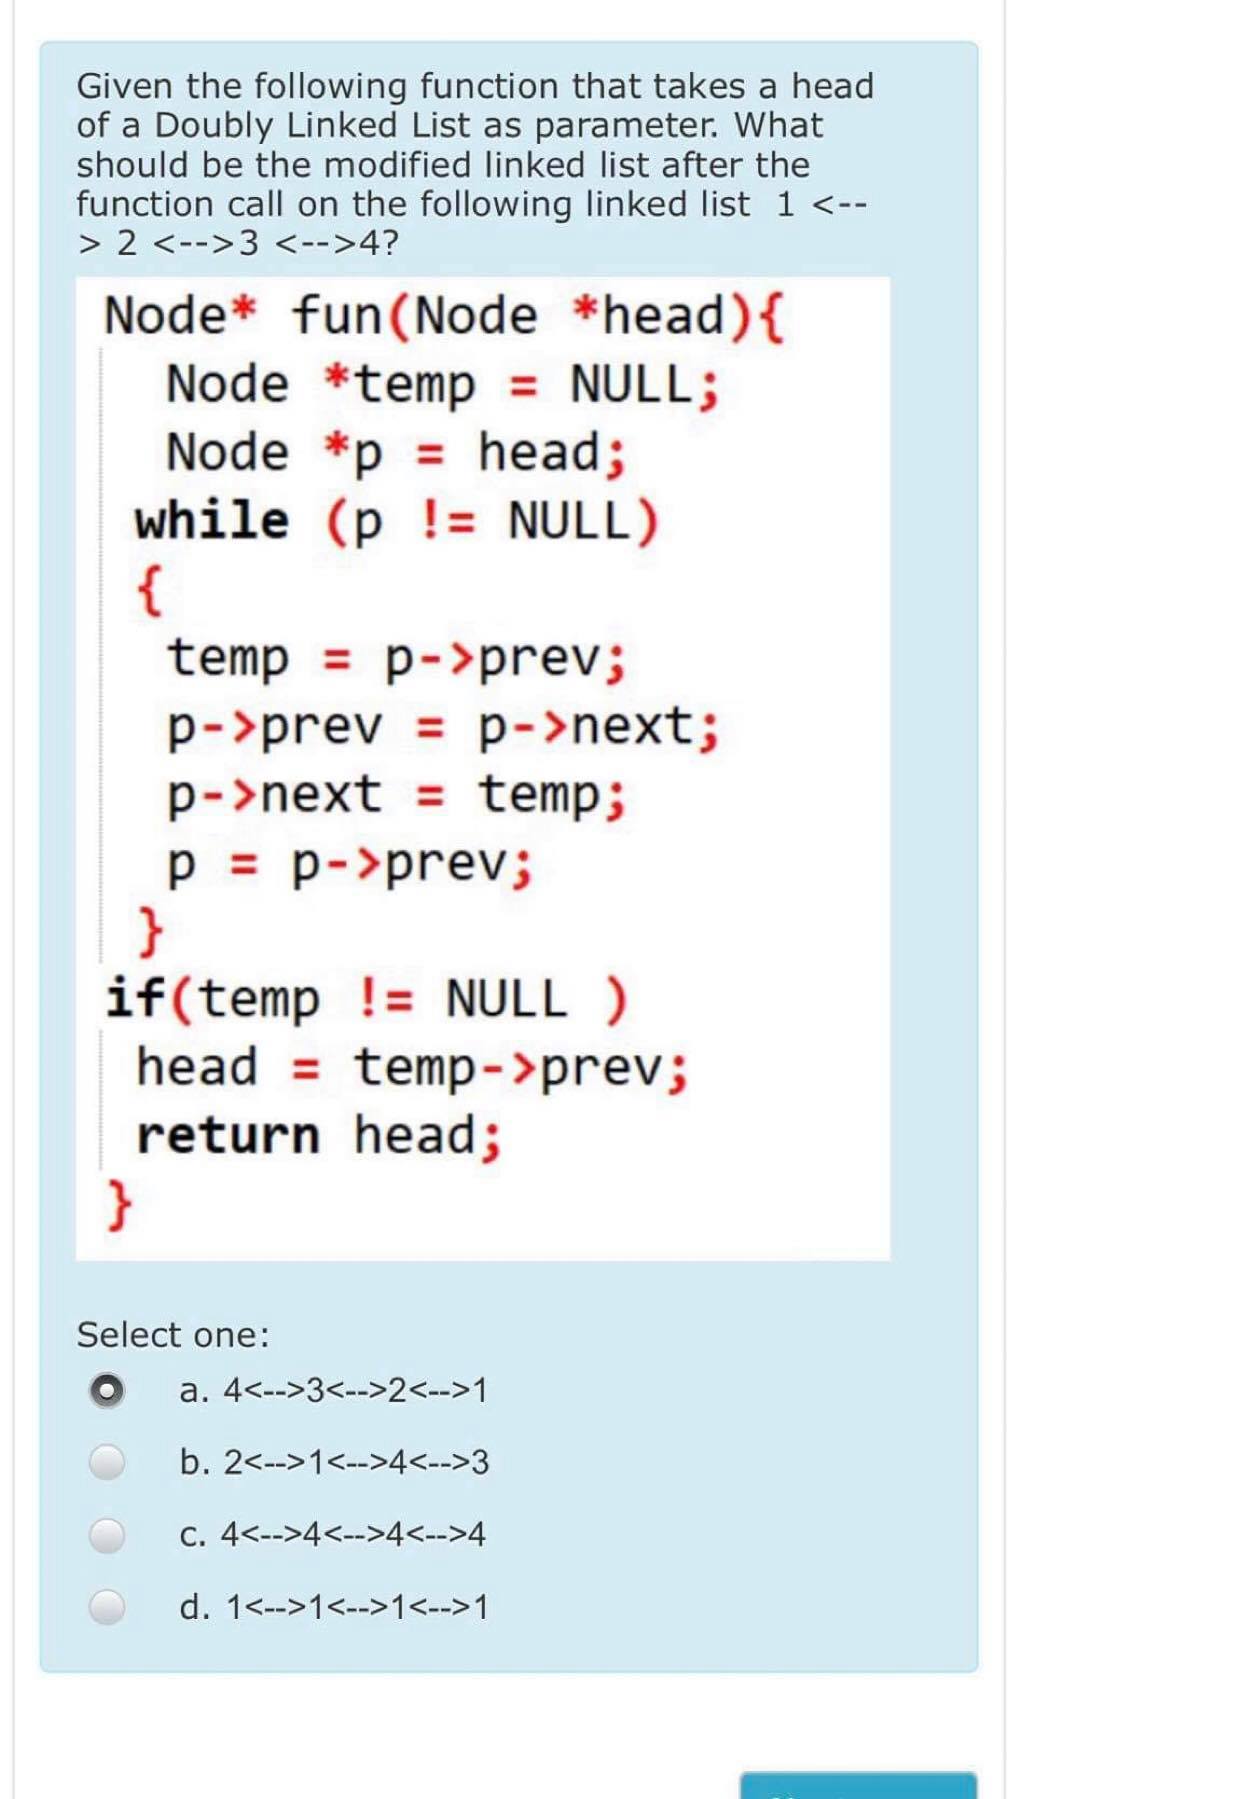 Given the following function that takes a head
of a Doubly Linked List as parameter. What
should be the modified linked list after the
function call on the following linked list  1 <--
> 2 <-->3 <-->4?
Node* fun(Node *head){
Node *temp = NULL;
Node *p = head;
while (p != NULL)
{
temp = p->prev;
p->prev = p->next;
p->next = temp;
p = p->prev;
}
if(temp != NULL )
head = temp->prev;
return head;
}
Select one:
a. 4<-->3<-->2<-->1
b. 2<-->1<-->4<-->3
c. 4<-->4<-->4<-->4
d. 1<-->1<-->1<-->1